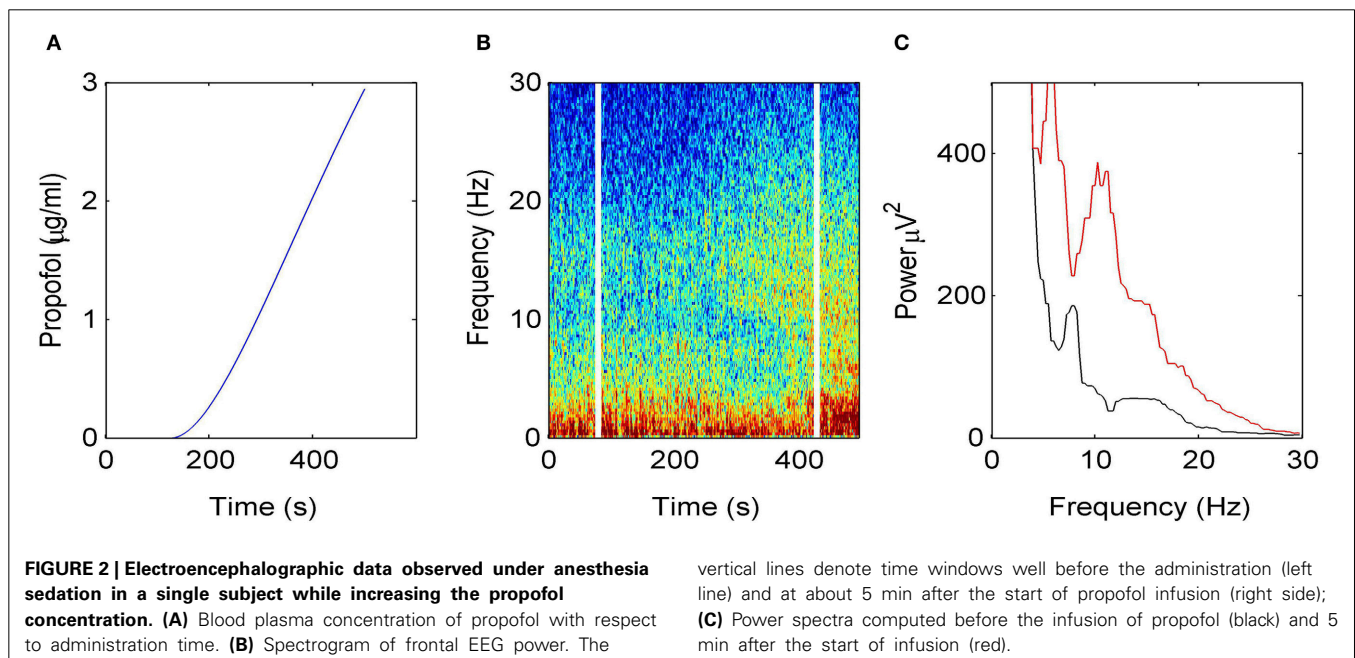 A
B
C
3
2
1
0
Propofol (µg/ml)
200
400
Time (s)
30
20
10
0
Frequency (Hz)
0
200
400
Time (s)
400
200
0
Power µV²
0
10
20
30
Frequency (Hz)
FIGURE 2 | Electroencephalographic data observed under anesthesia
sedation in a single subject while increasing the propofol
concentration. (A) Blood plasma concentration of propofol with respect
to administration time. (B) Spectrogram of frontal EEG power. The
vertical lines denote time windows well before the administration (left
line) and at about 5 min after the start of propofol infusion (right side);
(C) Power spectra computed before the infusion of propofol (black) and 5
min after the start of infusion (red).